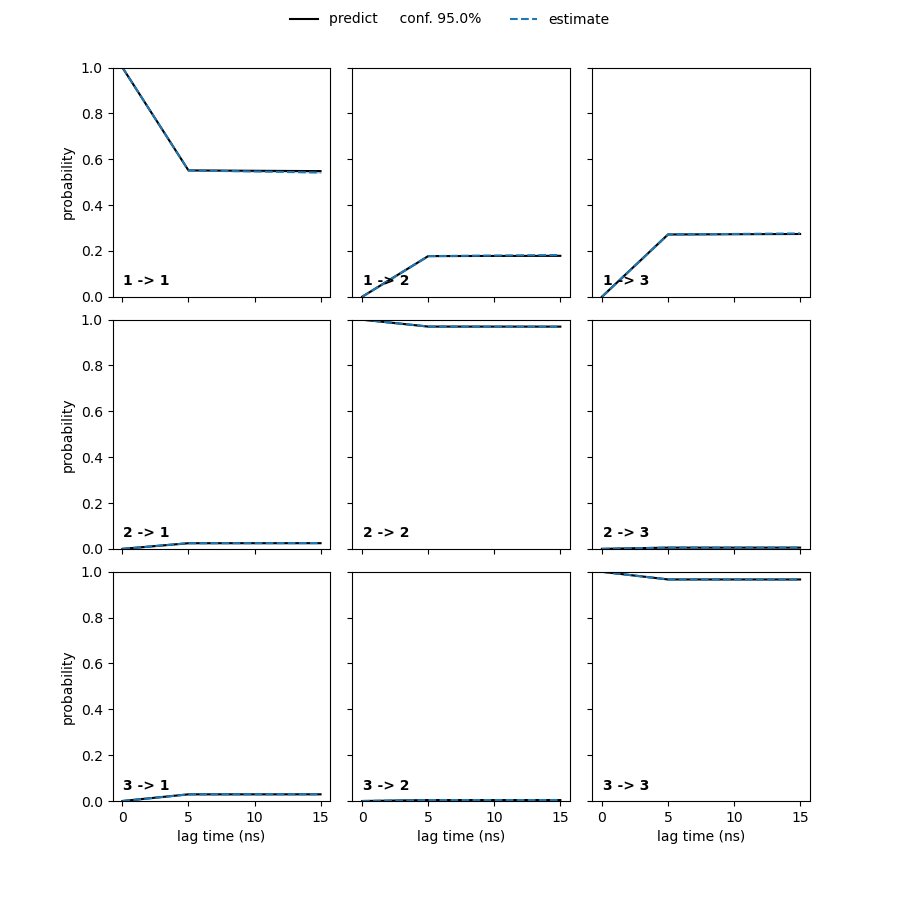 predict conf. 95.0% estimate
1.0
0.8
0.6
0.4
0.2
0.0
probability
1 -> 1
1 -> 2
1 -> 3
1.0
0.8
0.6
0.4
0.2
0.0
probability
2 -> 1
2 -> 2
2 -> 3
1.0
0.8
0.6
0.4
0.2
0.0
probability
3 -> 1
3 -> 2
3 -> 3
0 5 10 15
0 5 10 15
0 5 10 15
lag time (ns)
lag time (ns)
lag time (ns)